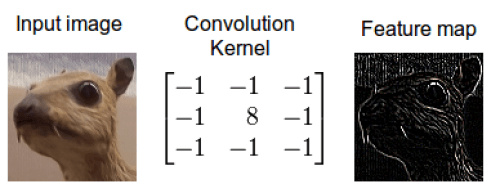 Input image
Convolution
Kernel
Feature map
-1 -1 -1
-1 8 -1
-1 -1 -1